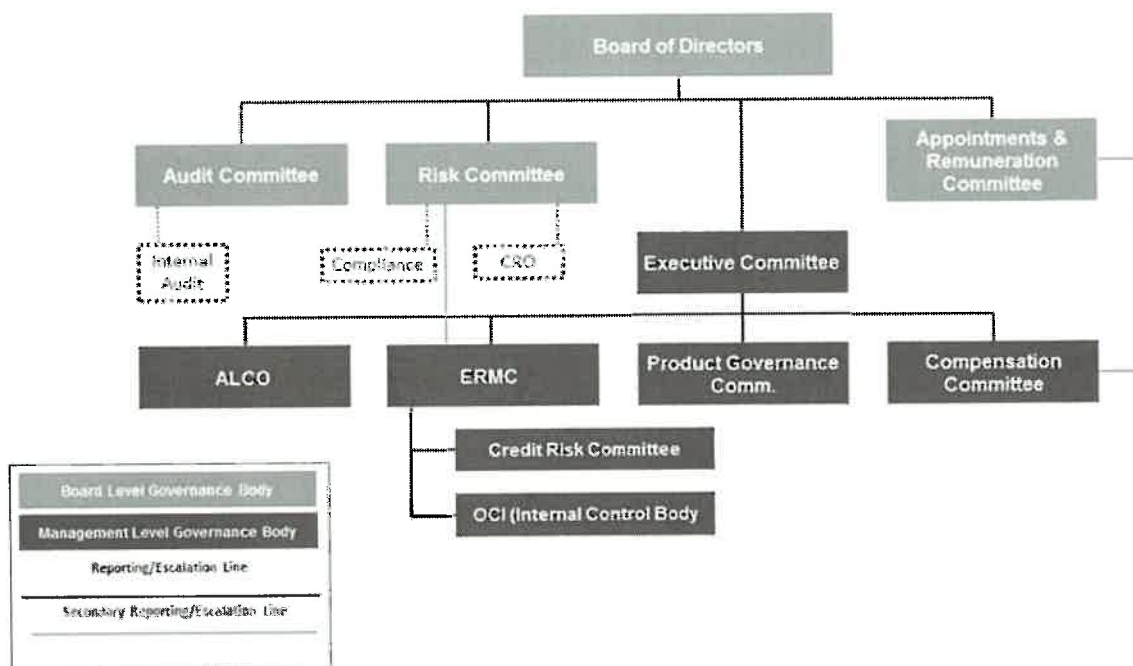 Board of Directors
Audit Committee
Risk Committee
Appointments &
Remuneration
Committee
Internal
Audit
Compliance
CRO
Executive Committee
ALCO
ERMC
Product Governance
Comm.
Compensation
Committee
Credit Risk Committee
OCI (Internal Control Body
Board Level Governance Body
Management Level Governance Body
Reporting/Escalation Line
Secondary Reporting/Escalation Line